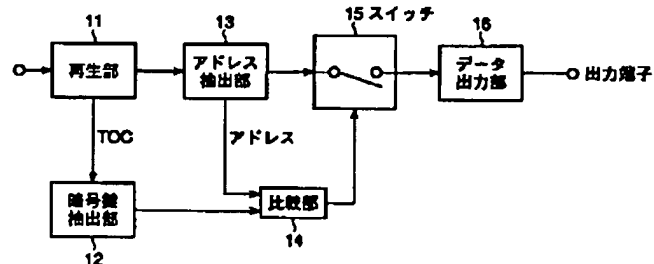 11
再生部
13
アドレス
抽出部
15 スイッチ
16
データ
出力部
出力端子
TOC
アドレス
暗号鍵
抽出部
12
比較部
14